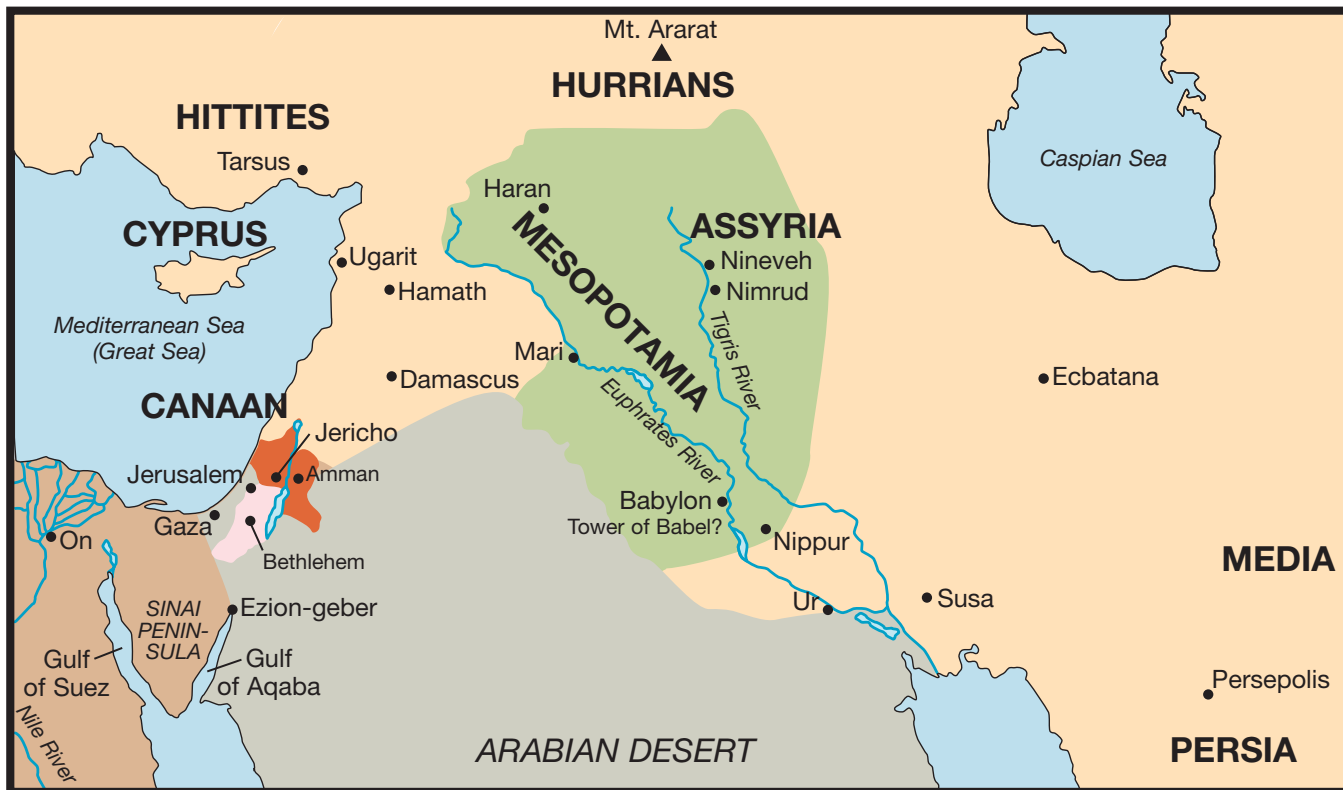 Mt. Ararat
HURRIANS
HITTITES
Tarsus
Caspian Sea
Haran
CYPRUS
ASSYRIA
MESOPOTAMIA
Ugarit
Nineveh
Hamath
Nimrud
Mediterranean Sea
(Great Sea)
Tigris River
Mari
Damascus
Ecbatana
Euphrates River
CANAAN
Jericho
Jerusalem
Amman
Babylon
Tower of Babel?
Gaza
On
Nippur
Bethlehem
MEDIA
Ezion-geber
SINAI
PENIN-
SULA
Ur
Susa
Gulf
of Suez
Gulf
of Aqaba
Persepolis
Nile River
ARABIAN DESERT
PERSIA